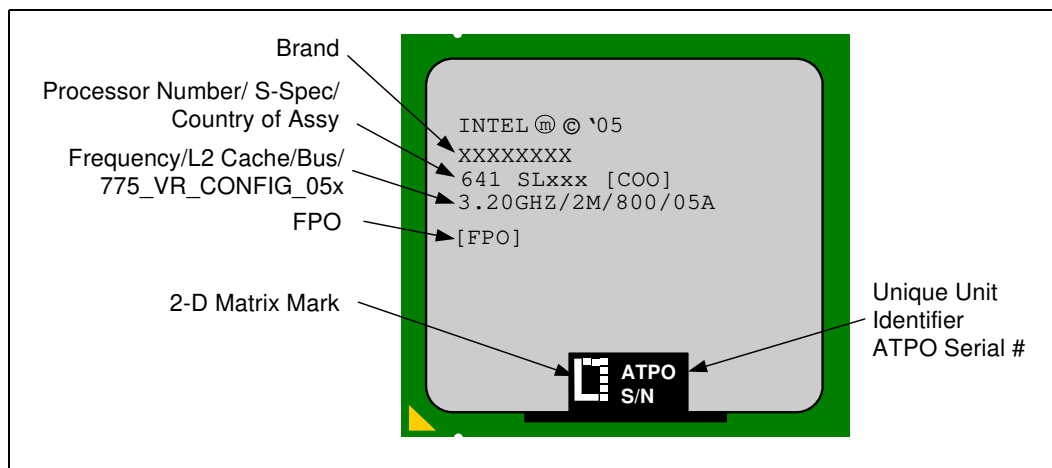 Brand
Processor Number/ S-Spec/
Country of Assy
Frequency/L2 Cache/Bus/
775_VR_CONFIG_05x
FPO
2-D Matrix Mark
INTEL ⓜ © '05
XXXXXXXX
641 SLxxx [COO]
3.20GHZ/2M/800/05A
[FPO]
ATPO
S/N
Unique Unit
Identifier
ATPO Serial #